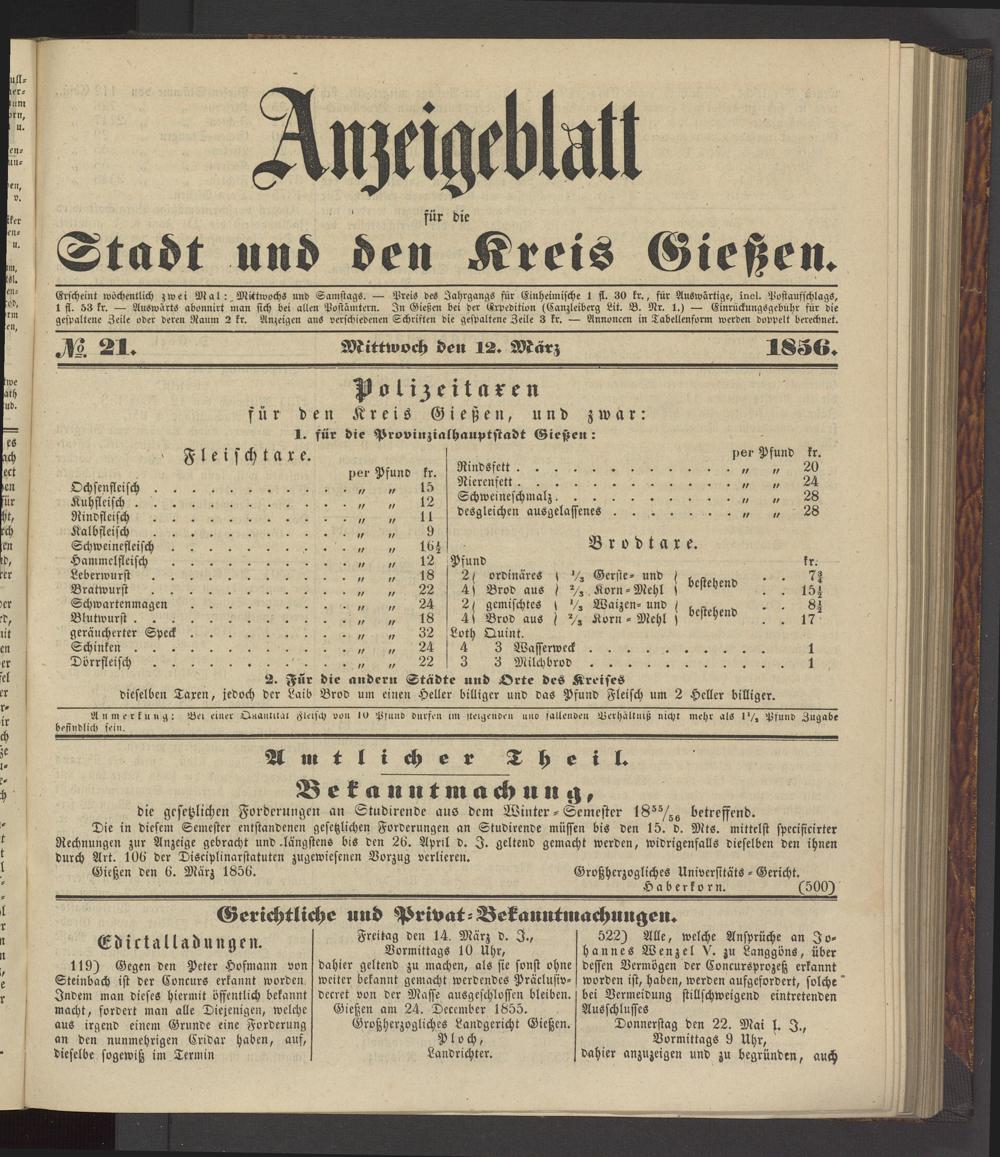 Anzeigeblatt
für die
Stadt und den Kreis Gießen.
Erscheint wöchentlich zwei Mal: Mittwochs und Samstags. — Preis des Jahrgangs für Einheimische 1 fl. 30 kr., für Auswärtige, incl. Postaufschlags,
1 fl. 53 kr. — Auswärts abonnirt man sich bei allen Postämtern. In Gießen bei der Expedition (Canzleiberg Lit. B. Nr. 1.) — Einrückungsgebühr für die
gespaltene Zeile oder deren Raum 2 kr. Anzeigen aus verschiedenen Schriften die gespaltene Zeile 3 kr. — Annoncen in Tabellenform werden doppelt berechnet.
№ 21. Mittwoch den 12. März 1856.
Polizeitaxen
für den Kreis Gießen, und zwar:
1. für die Provinzialhauptstadt Gießen:
Fleischtaxe.
per Pfund kr.
Ochsenfleisch . . . . . . . . . . . „ „ 15
Kuhfleisch . . . . . . . . . . . . „ „ 12
Rindfleisch . . . . . . . . . . . „ „ 11
Kalbfleisch . . . . . . . . . . . „ „ 9
Schweinefleisch . . . . . . . . . . „ „ 16½
Hammelfleisch . . . . . . . . . . „ „ 12
Leberwurst . . . . . . . . . . . „ „ 18
Bratwurst . . . . . . . . . . . „ „ 22
Schwartenmagen . . . . . . . . . . „ „ 24
Blutwurst . . . . . . . . . . . . „ „ 18
geräucherter Speck . . . . . . . . . „ „ 32
Schinken . . . . . . . . . . . . „ „ 24
Dörrfleisch . . . . . . . . . . . „ „ 22
per Pfund kr.
Rindsfett . . . . . . . . . . . „ „ 20
Nierenfett . . . . . . . . . . . „ „ 24
Schweineschmalz . . . . . . . . . „ „ 28
desgleichen ausgelassenes . . . . . . . „ „ 28
Brodtaxe.
Pfund kr.
2 ordinäres ⅓ Gerste- und bestehend . . 7¾
4 Brod aus ⅔ Korn-Mehl . . 15½
2 gemischtes ⅓ Waizen- und bestehend . . 8½
4 Brod aus ⅔ Korn-Mehl . . 17
Loth Quint.
4 3 Wasserweck . . . . . . . . . . 1
3 3 Milchbrod . . . . . . . . . . 1
2. Für die andern Städte und Orte des Kreises
dieselben Taxen, jedoch der Laib Brod um einen Heller billiger und das Pfund Fleisch um 2 Heller billiger.
Anmerkung: Bei einer Quantität Fleisch von 10 Pfund dürfen im steigenden und fallenden Verhältniß nicht mehr als 1½ Pfund Zugabe
befindlich sein.
Amtlicher Theil.
Bekanntmachung,
die gesetzlichen Forderungen an Studirende aus dem Winter-Semester 18⁵⁵/₅₆ betreffend.
Die in diesem Semester entstandenen gesetzlichen Forderungen an Studirende müssen bis den 15. d. Mts. mittelst specificirter
Rechnungen zur Anzeige gebracht und längstens bis den 26. April d. J. geltend gemacht werden, widrigenfalls dieselben den ihnen
durch Art. 106 der Disciplinarstatuten zugewiesenen Vorzug verlieren.
Gießen den 6. März 1856. Großherzogliches Universitäts-Gericht.
Haberkorn. (500)
Gerichtliche und Privat-Bekanntmachungen.
Edictalladungen.
119) Gegen den Peter Hofmann von
Steinbach ist der Concurs erkannt worden.
Indem man dieses hiermit öffentlich bekannt
macht, fordert man alle Diejenigen, welche
aus irgend einem Grunde eine Forderung
an den nunmehrigen Cridar haben, auf,
dieselbe sogewiß im Termin
Freitag den 14. März d. J.,
Vormittags 10 Uhr,
dahier geltend zu machen, als sie sonst ohne
weiter bekannt gemacht werdendes Präclusiv-
decret von der Masse ausgeschlossen bleiben.
Gießen am 24. December 1855.
Großherzogliches Landgericht Gießen.
Ploch,
Landrichter.
522) Alle, welche Ansprüche an Jo-
hannes Wenzel V. zu Langgöns, über
dessen Vermögen der Concursprozeß erkannt
worden ist, haben, werden aufgefordert, solche
bei Vermeidung stillschweigend eintretenden
Ausschlusses
Donnerstag den 22. Mai l. J.,
Vormittags 9 Uhr,
dahier anzuzeigen und zu begründen, auch